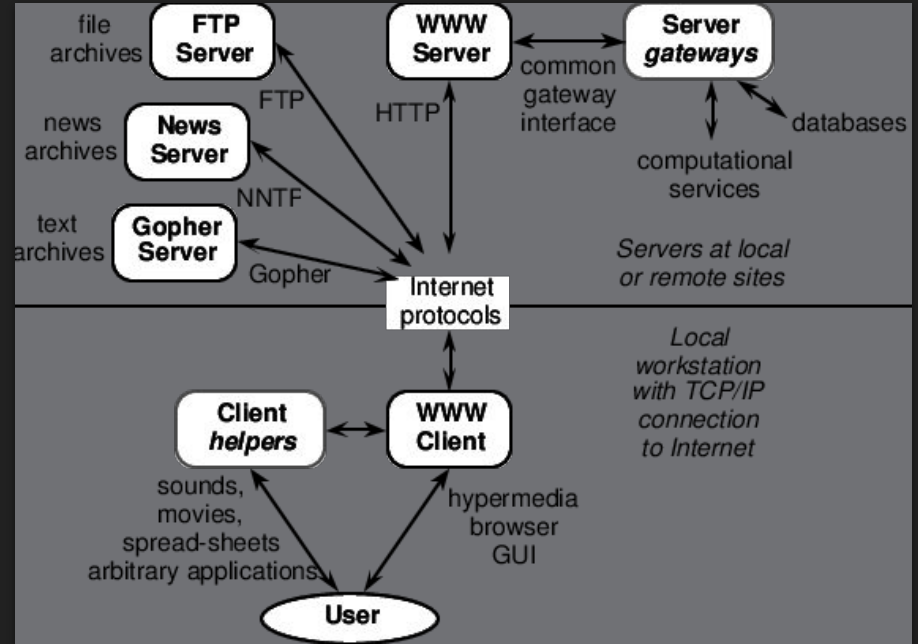 file
archives
FTP
Server
WWW
Server
Server
gateways
common
gateway
interface
FTP
HTTP
databases
news
archives
News
Server
computational
services
NNTF
text
archives
Gopher
Server
Gopher
Servers at local
or remote sites
Internet
protocols
Local
workstation
with TCP/IP
connection
to Internet
Client
helpers
WWW
Client
sounds,
movies,
spread-sheets
arbitrary applications
hypermedia
browser
GUI
User